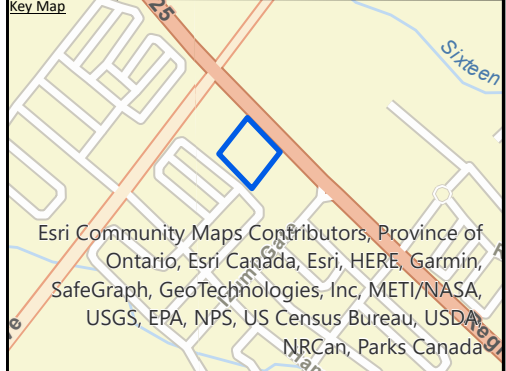 Key Map
25
Sixteen
Esri Community Maps Contributors, Province of
Ontario, Esri Canada, Esri, HERE, Garmin,
SafeGraph, GeoTechnologies, Inc, METI/NASA,
USGS, EPA, NPS, US Census Bureau, USDA,
NRCan, Parks Canada
Regi